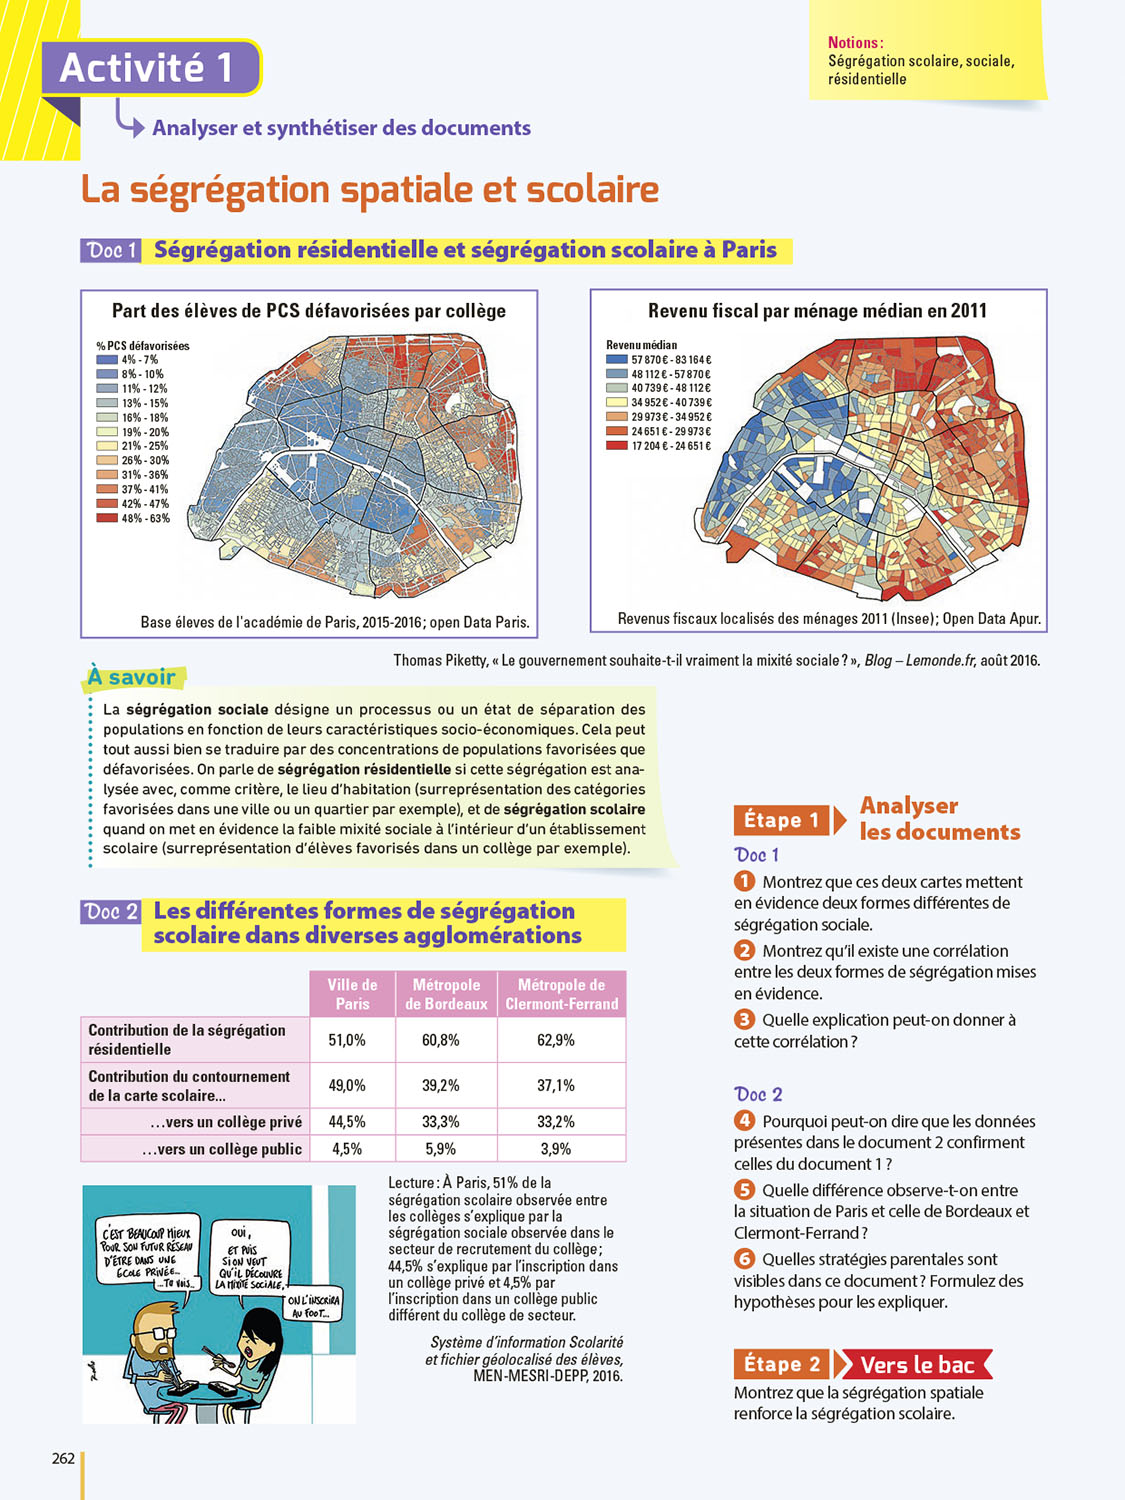 Notions :
Ségrégation scolaire, sociale,
résidentielle
Activité 1
Analyser et synthétiser des documents
La ségrégation spatiale et scolaire
Doc 1 Ségrégation résidentielle et ségrégation scolaire à Paris
Part des élèves de PCS défavorisées par collège
% PCS défavorisées
4% - 7%
8% - 10%
11% - 12%
13% - 15%
16% - 18%
19% - 20%
21% - 25%
26% - 30%
31% - 36%
37% - 41%
42% - 47%
48% - 63%
Base éleves de l'académie de Paris, 2015-2016 ; open Data Paris.
Revenu fiscal par ménage médian en 2011
Revenu médian
57 870 € - 83 164 €
48 112 € - 57 870 €
40 739 € - 48 112 €
34 952 € - 40 739 €
29 973 € - 34 952 €
24 651 € - 29 973 €
17 204 € - 24 651 €
Revenus fiscaux localisés des ménages 2011 (Insee) ; Open Data Apur.
Thomas Piketty, « Le gouvernement souhaite-t-il vraiment la mixité sociale ? », Blog – Lemonde.fr, août 2016.
À savoir
La ségrégation sociale désigne un processus ou un état de séparation des
populations en fonction de leurs caractéristiques socio-économiques. Cela peut
tout aussi bien se traduire par des concentrations de populations favorisées que
défavorisées. On parle de ségrégation résidentielle si cette ségrégation est ana-
lysée avec, comme critère, le lieu d'habitation (surreprésentation des catégories
favorisées dans une ville ou un quartier par exemple), et de ségrégation scolaire
quand on met en évidence la faible mixité sociale à l'intérieur d'un établissement
scolaire (surreprésentation d'élèves favorisés dans un collège par exemple).
Doc 2 Les différentes formes de ségrégation
scolaire dans diverses agglomérations
Ville de
Paris
Métropole
de Bordeaux
Métropole de
Clermont-Ferrand
Contribution de la ségrégation
résidentielle
51,0% 60,8% 62,9%
Contribution du contournement
de la carte scolaire...
49,0% 39,2% 37,1%
...vers un collège privé 44,5% 33,3% 33,2%
...vers un collège public 4,5% 5,9% 3,9%
C'EST BEAUCOUP MIEUX
POUR SON FUTUR RÉSEAU
D'ÊTRE DANS UNE
ÉCOLE PRIVÉE...
...TU VOIS...
OUI,
ET PUIS
SI ON VEUT
QU'IL DÉCOUVRE
LA MIXITÉ SOCIALE,
ON L'INSCRIRA
AU FOOT...
Lecture : À Paris, 51% de la
ségrégation scolaire observée entre
les collèges s'explique par la
ségrégation sociale observée dans le
secteur de recrutement du collège ;
44,5% s'explique par l'inscription dans
un collège privé et 4,5% par
l'inscription dans un collège public
différent du collège de secteur.
Système d'information Scolarité
et fichier géolocalisé des élèves,
MEN-MESRI-DEPP, 2016.
Étape 1 Analyser
les documents
Doc 1
1 Montrez que ces deux cartes mettent
en évidence deux formes différentes de
ségrégation sociale.
2 Montrez qu'il existe une corrélation
entre les deux formes de ségrégation mises
en évidence.
3 Quelle explication peut-on donner à
cette corrélation ?
Doc 2
4 Pourquoi peut-on dire que les données
présentes dans le document 2 confirment
celles du document 1 ?
5 Quelle différence observe-t-on entre
la situation de Paris et celle de Bordeaux et
Clermont-Ferrand ?
6 Quelles stratégies parentales sont
visibles dans ce document ? Formulez des
hypothèses pour les expliquer.
Étape 2 Vers le bac
Montrez que la ségrégation spatiale
renforce la ségrégation scolaire.
262